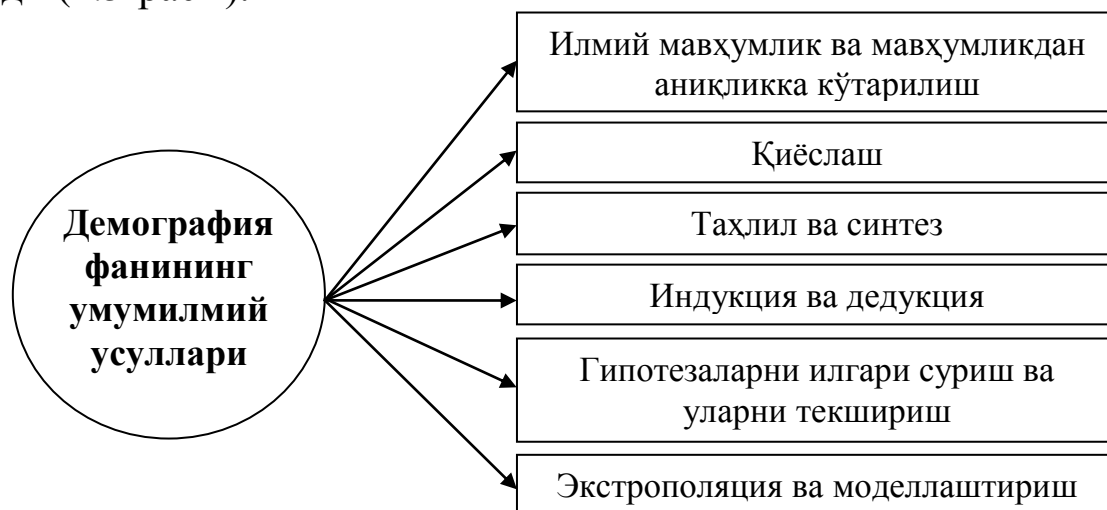 Демография
фанининг
умумилмий
усуллари
Илмий мавҳумлик ва мавҳумликдан
аниқликка кўтарилиш
Қиёслаш
Таҳлил ва синтез
Индукция ва дедукция
Гипотезаларни илгари суриш ва
уларни текшириш
Экстрополяция ва моделлаштириш